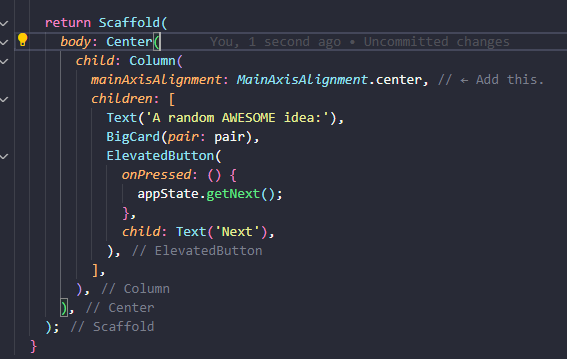 return Scaffold(
body: Center( You, 1 second ago • Uncommitted changes
child: Column(
mainAxisAlignment: MainAxisAlignment.center, // ← Add this.
children: [
Text('A random AWESOME idea:'),
BigCard(pair: pair),
ElevatedButton(
onPressed: () {
appState.getNext();
},
child: Text('Next'),
), // ElevatedButton
],
), // Column
), // Center
); // Scaffold
}